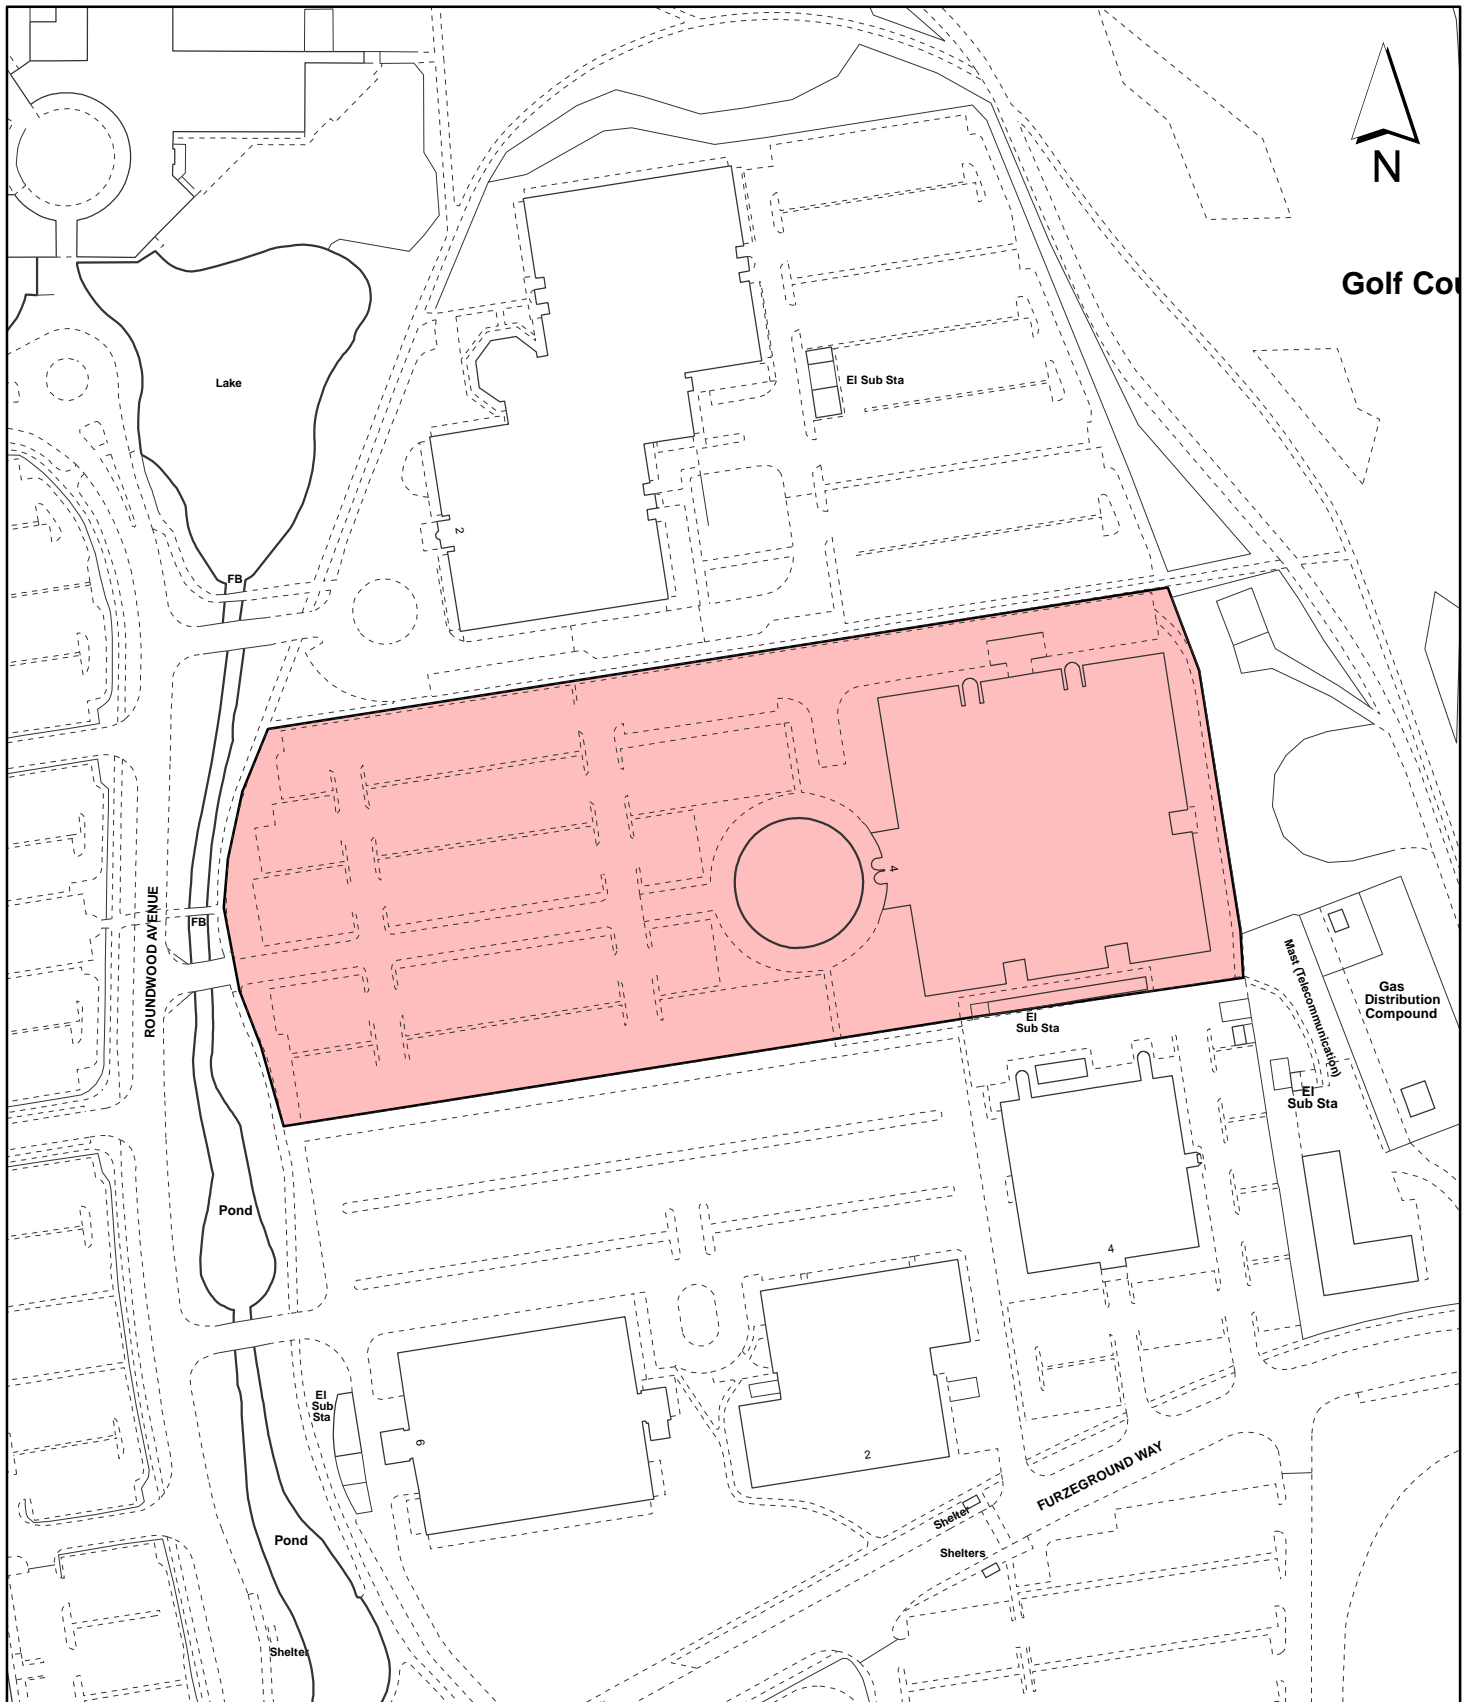 N
Golf Cou
Lake
El Sub Sta
2
FB
4
FB
ROUNDWOOD AVENUE
Mast (Telecommunication)
Gas
Distribution
Compound
El
Sub Sta
El
Sub Sta
Pond
4
El
Sub
Sta
6
2
FURZEGROUND WAY
Shelter
Shelters
Pond
Shelter